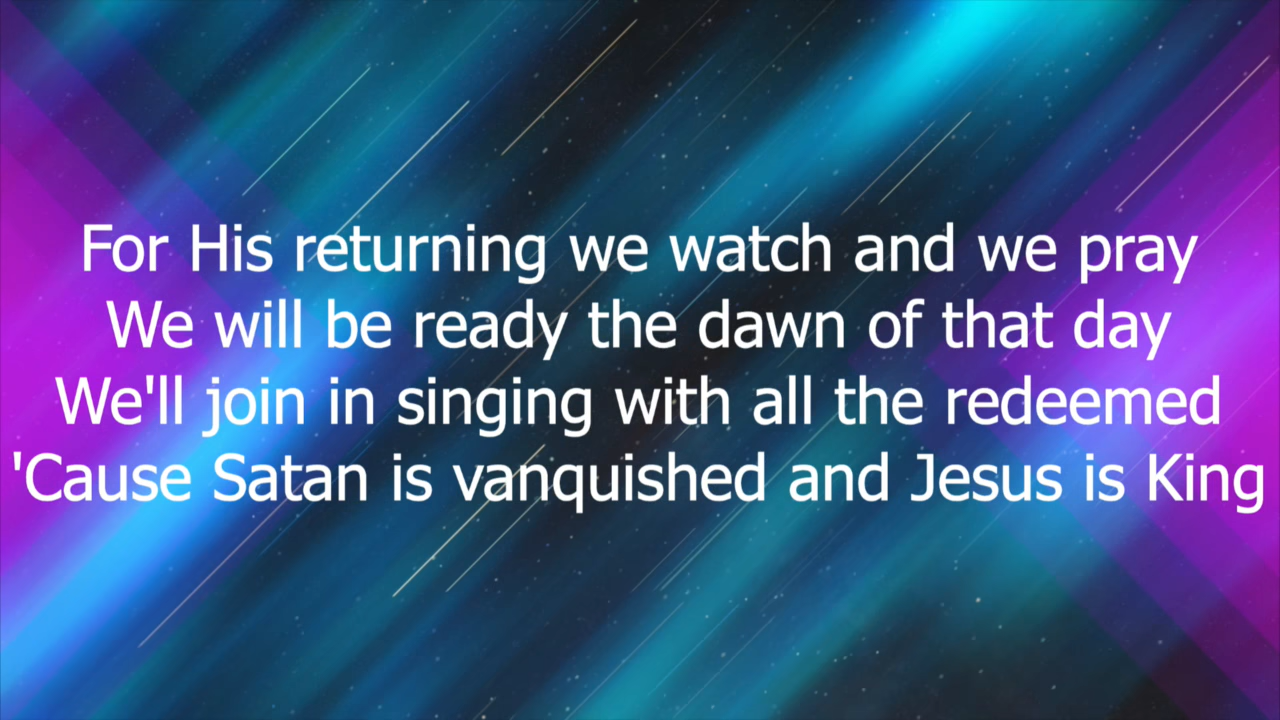 For His returning we watch and we pray
We will be ready the dawn of that day
We'll join in singing with all the redeemed
'Cause Satan is vanquished and Jesus is King